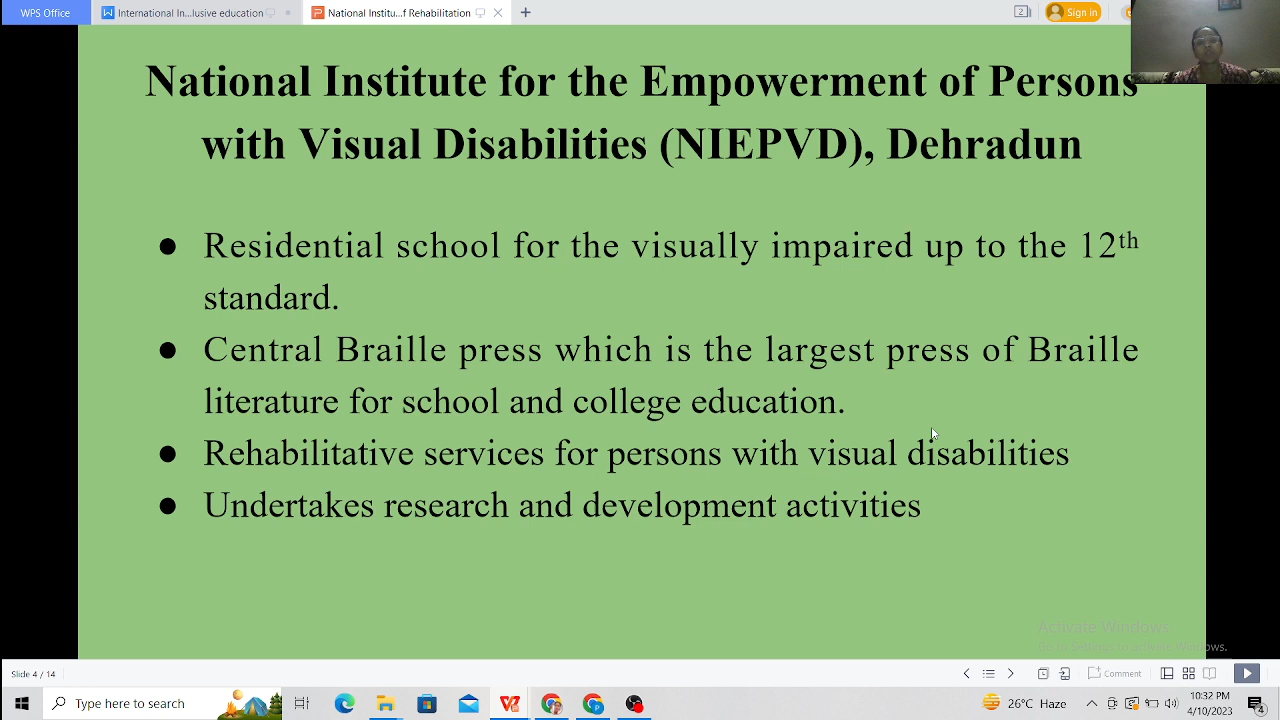 WPS Office
International In...lusive education
National Institu...f Rehabilitation
2
Sign in
National Institute for the Empowerment of Persons
with Visual Disabilities (NIEPVD), Dehradun
● Residential school for the visually impaired up to the 12th
standard.
● Central Braille press which is the largest press of Braille
literature for school and college education.
● Rehabilitative services for persons with visual disabilities
● Undertakes research and development activities
Activate Windows
Go to Settings to activate Windows.
Slide 4 / 14
Comment
Type here to search
26°C Haze
10:32 PM
4/10/2023
4